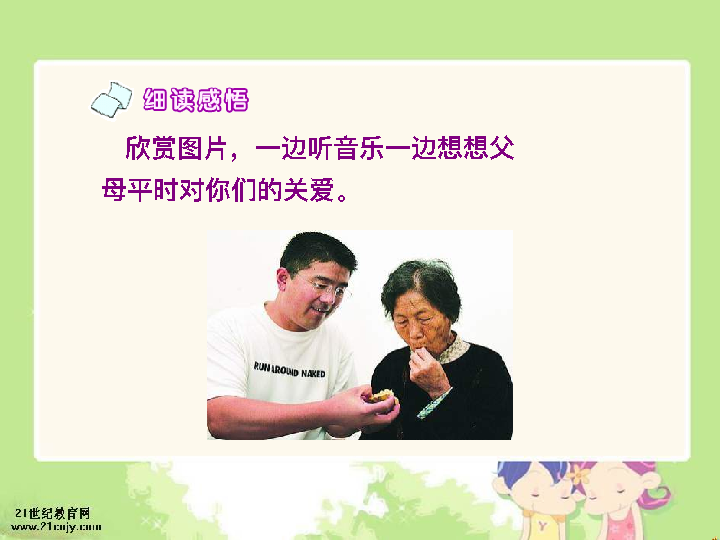 细读感悟
欣赏图片，一边听音乐一边想想父
母平时对你们的关爱。
RUN AROUND NAKED
21世纪教育网
www.21cnjy.com